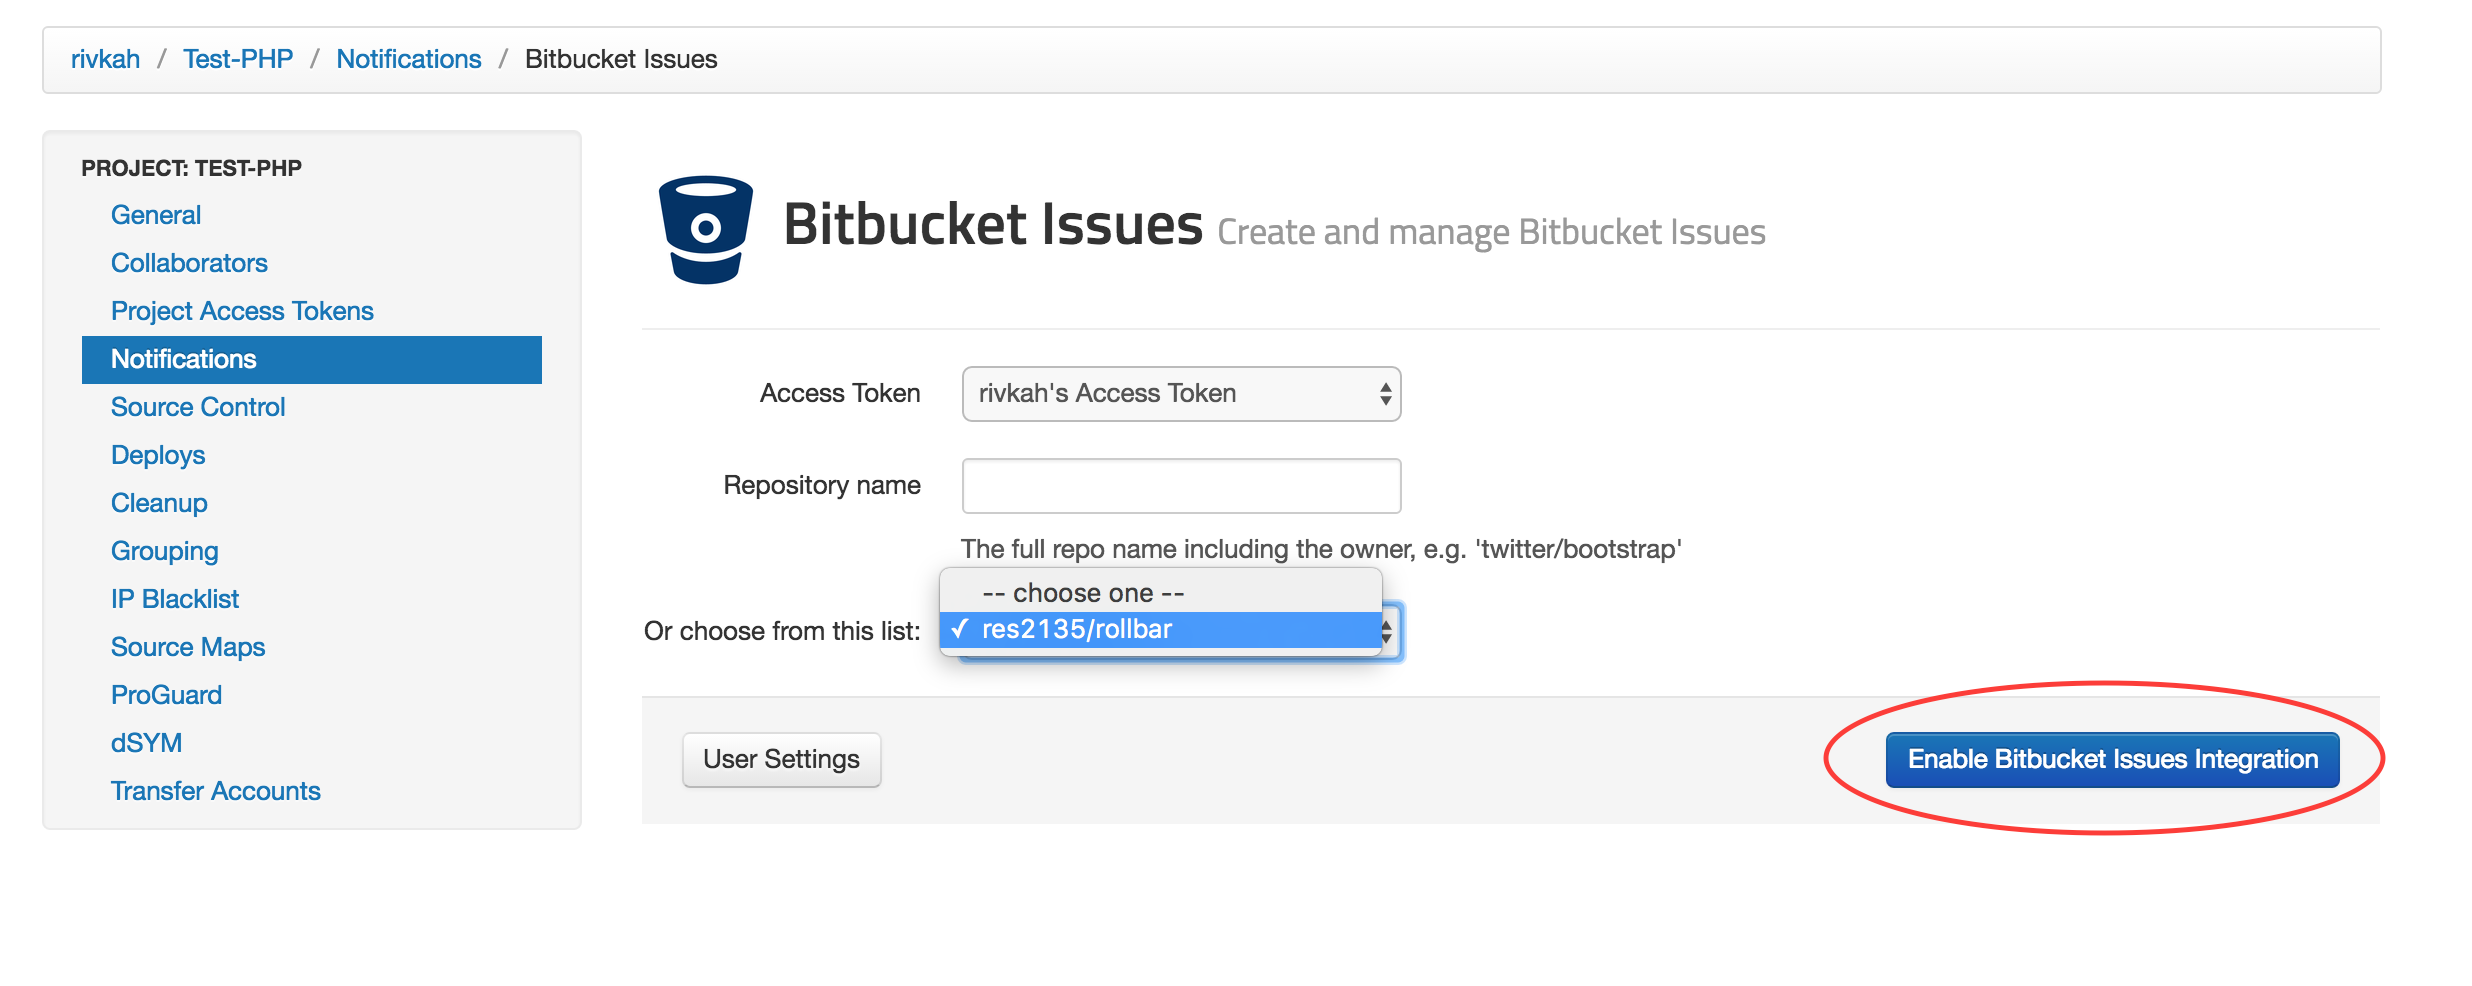 rivkah / Test-PHP / Notifications / Bitbucket Issues
PROJECT: TEST-PHP
General
Collaborators
Project Access Tokens
Notifications
Source Control
Deploys
Cleanup
Grouping
IP Blacklist
Source Maps
ProGuard
dSYM
Transfer Accounts
Bitbucket Issues Create and manage Bitbucket Issues
Access Token rivkah's Access Token
Repository name
The full repo name including the owner, e.g. 'twitter/bootstrap'
-- choose one --
Or choose from this list: ✓ res2135/rollbar
User Settings Enable Bitbucket Issues Integration